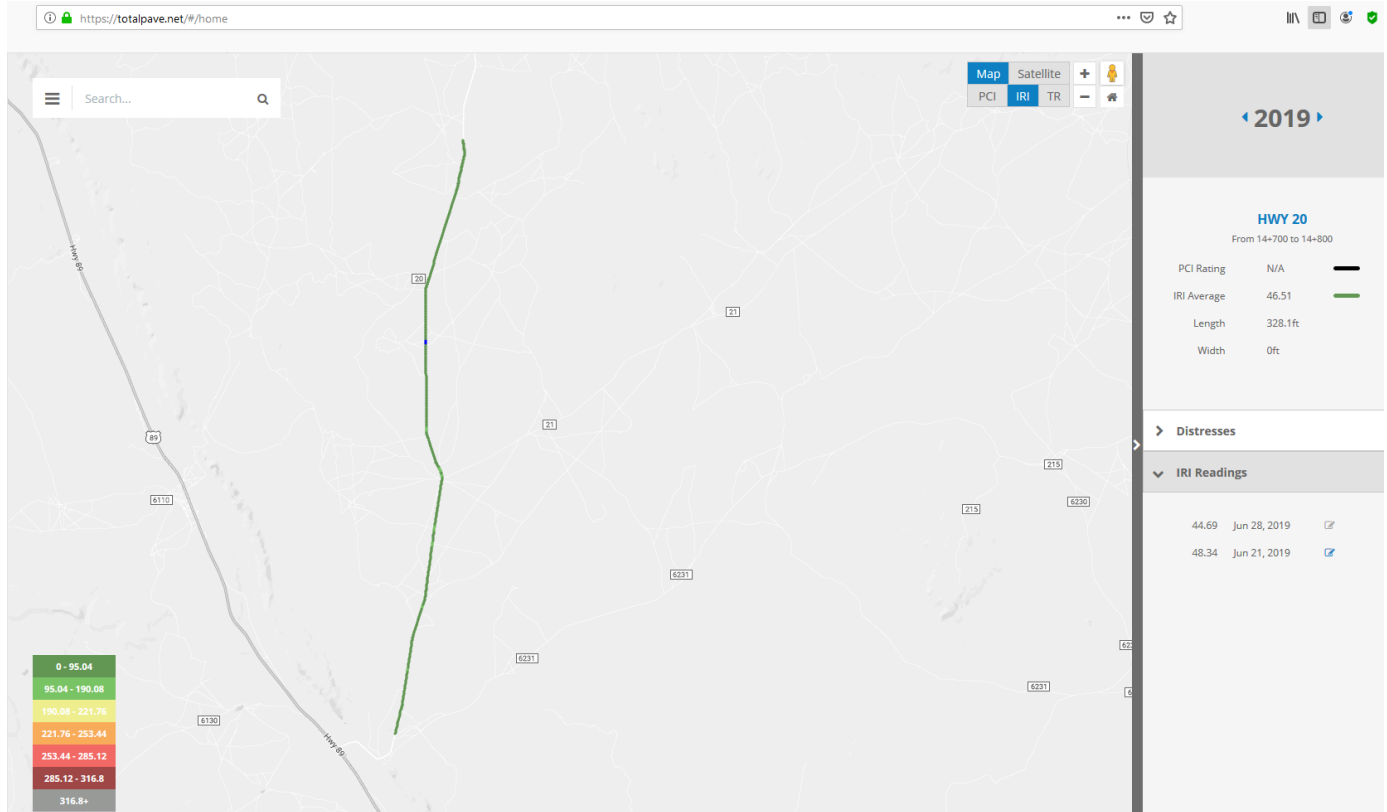 https://totalpave.net/#/home
Search...
Map Satellite
PCI IRI TR
2019
HWY 20
From 14+700 to 14+800
PCI Rating N/A
IRI Average 46.51
Length 328.1ft
Width 0ft
Distresses
IRI Readings
44.69 Jun 28, 2019
48.34 Jun 21, 2019
Hwy 89
20
21
89
21
215
6110
6230
215
6231
6231
6231
6130
Hwy 89
0 - 95.04
95.04 - 190.08
190.08 - 221.76
221.76 - 253.44
253.44 - 285.12
285.12 - 316.8
316.8+